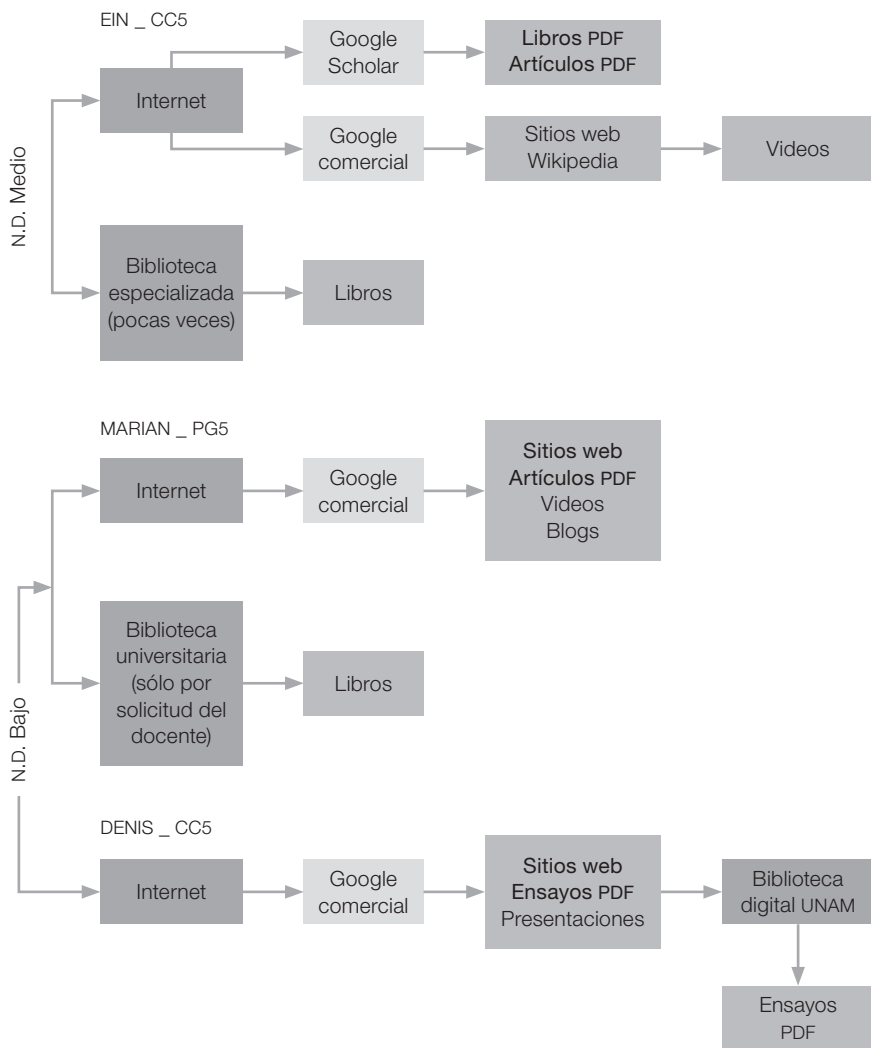 EIN _ CC5
N.D. Medio
Internet
Google
Scholar
Libros PDF
Artículos PDF
Google
comercial
Sitios web
Wikipedia
Videos
Biblioteca
especializada
(pocas veces)
Libros
N.D. Bajo
MARIAN _ PG5
Internet
Google
comercial
Sitios web
Artículos PDF
Videos
Blogs
Biblioteca
universitaria
(sólo por
solicitud del
docente)
Libros
DENIS _ CC5
Internet
Google
comercial
Sitios web
Ensayos PDF
Presentaciones
Biblioteca
digital UNAM
Ensayos
PDF